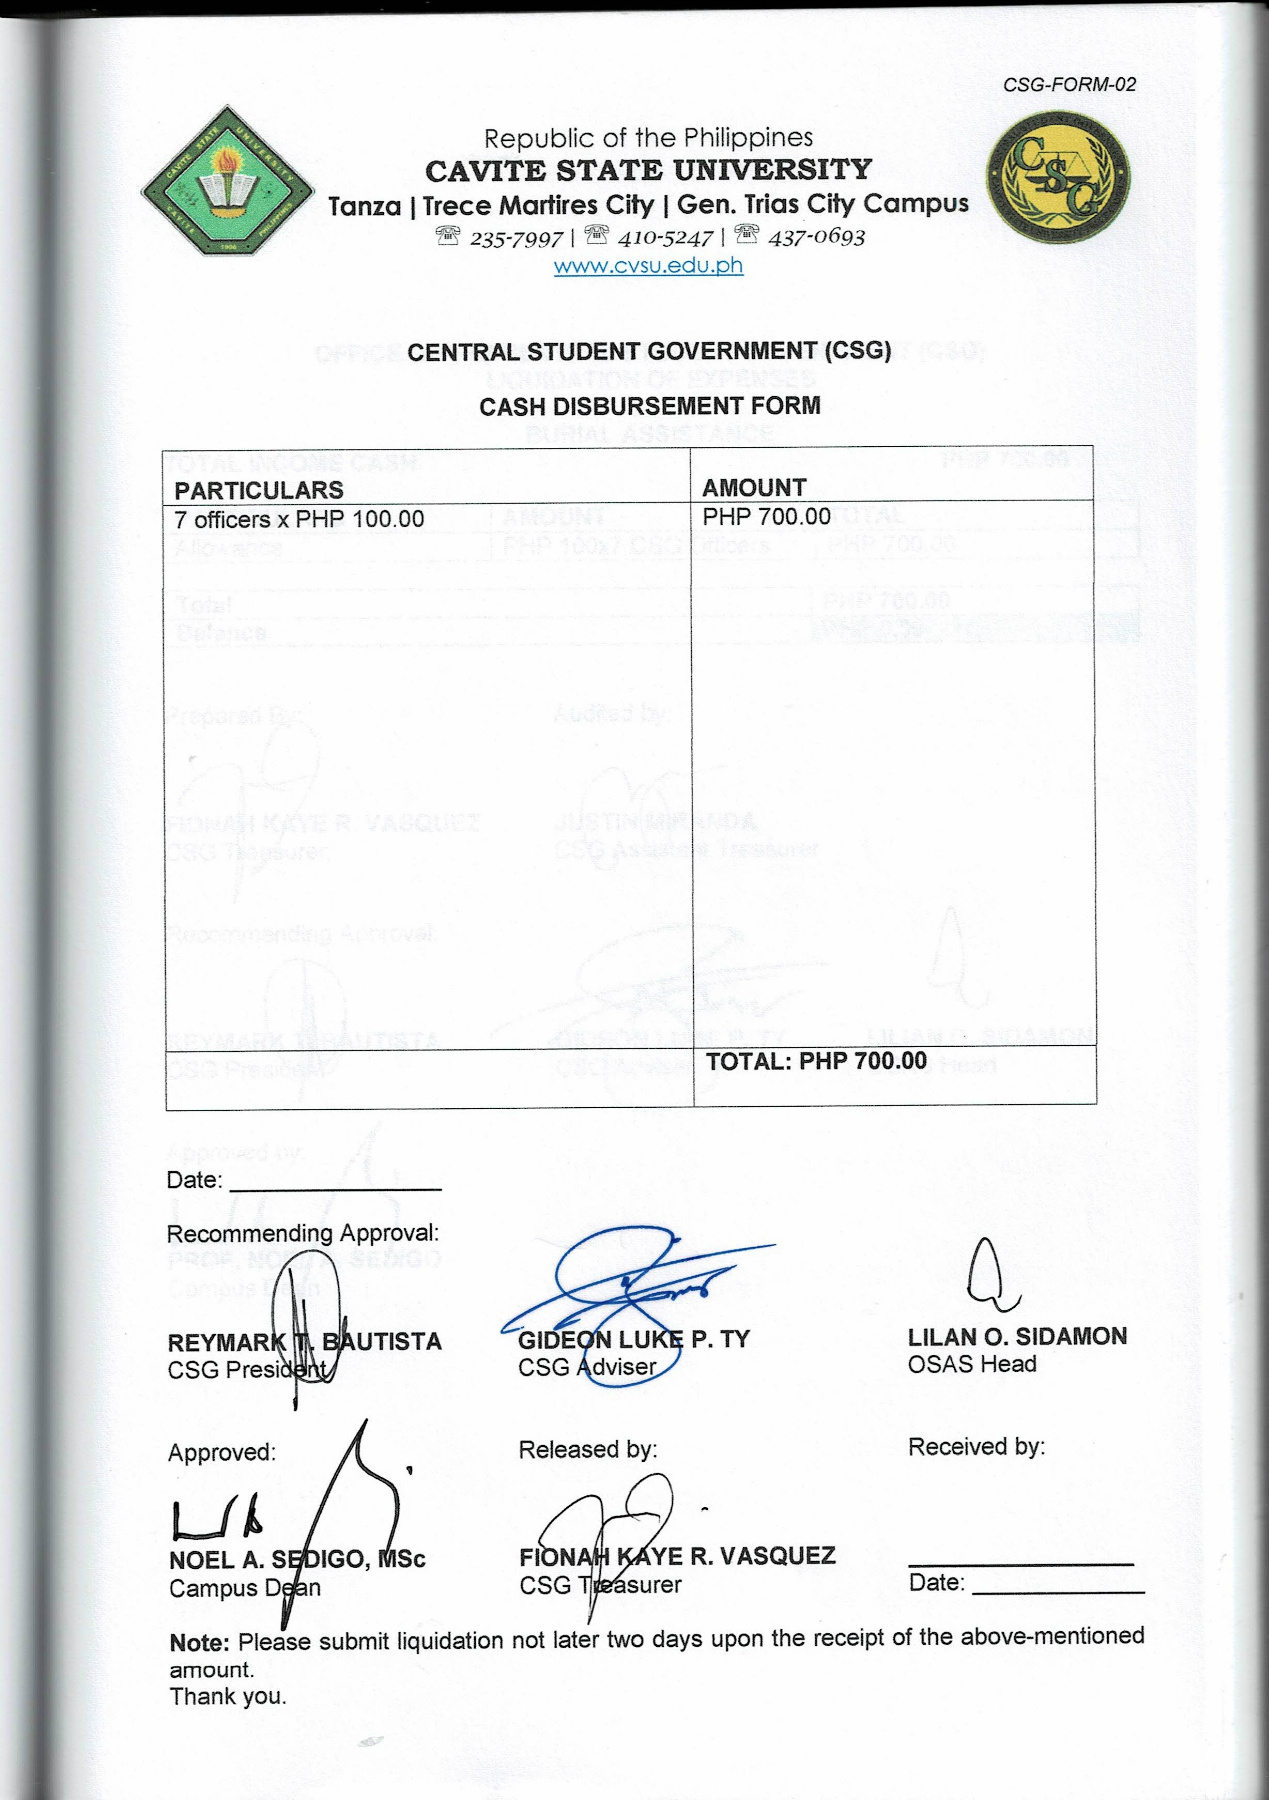 CSG-FORM-02
Republic of the Philippines
CAVITE STATE UNIVERSITY
Tanza | Trece Martires City | Gen. Trias City Campus
☏ 235-7997 | ☏ 410-5247 | ☏ 437-0693
www.cvsu.edu.ph
CENTRAL STUDENT GOVERNMENT (CSG)
CASH DISBURSEMENT FORM
PARTICULARS AMOUNT
7 officers x PHP 100.00 PHP 700.00
TOTAL: PHP 700.00
Date: ________________
Recommending Approval:
REYMARK T. BAUTISTA GIDEON LUKE P. TY LILAN O. SIDAMON
CSG President CSG Adviser OSAS Head
Approved: Released by: Received by:
NOEL A. SEDIGO, MSc FIONAH KAYE R. VASQUEZ
Campus Dean CSG Treasurer Date: ______________
Note: Please submit liquidation not later two days upon the receipt of the above-mentioned
amount.
Thank you.